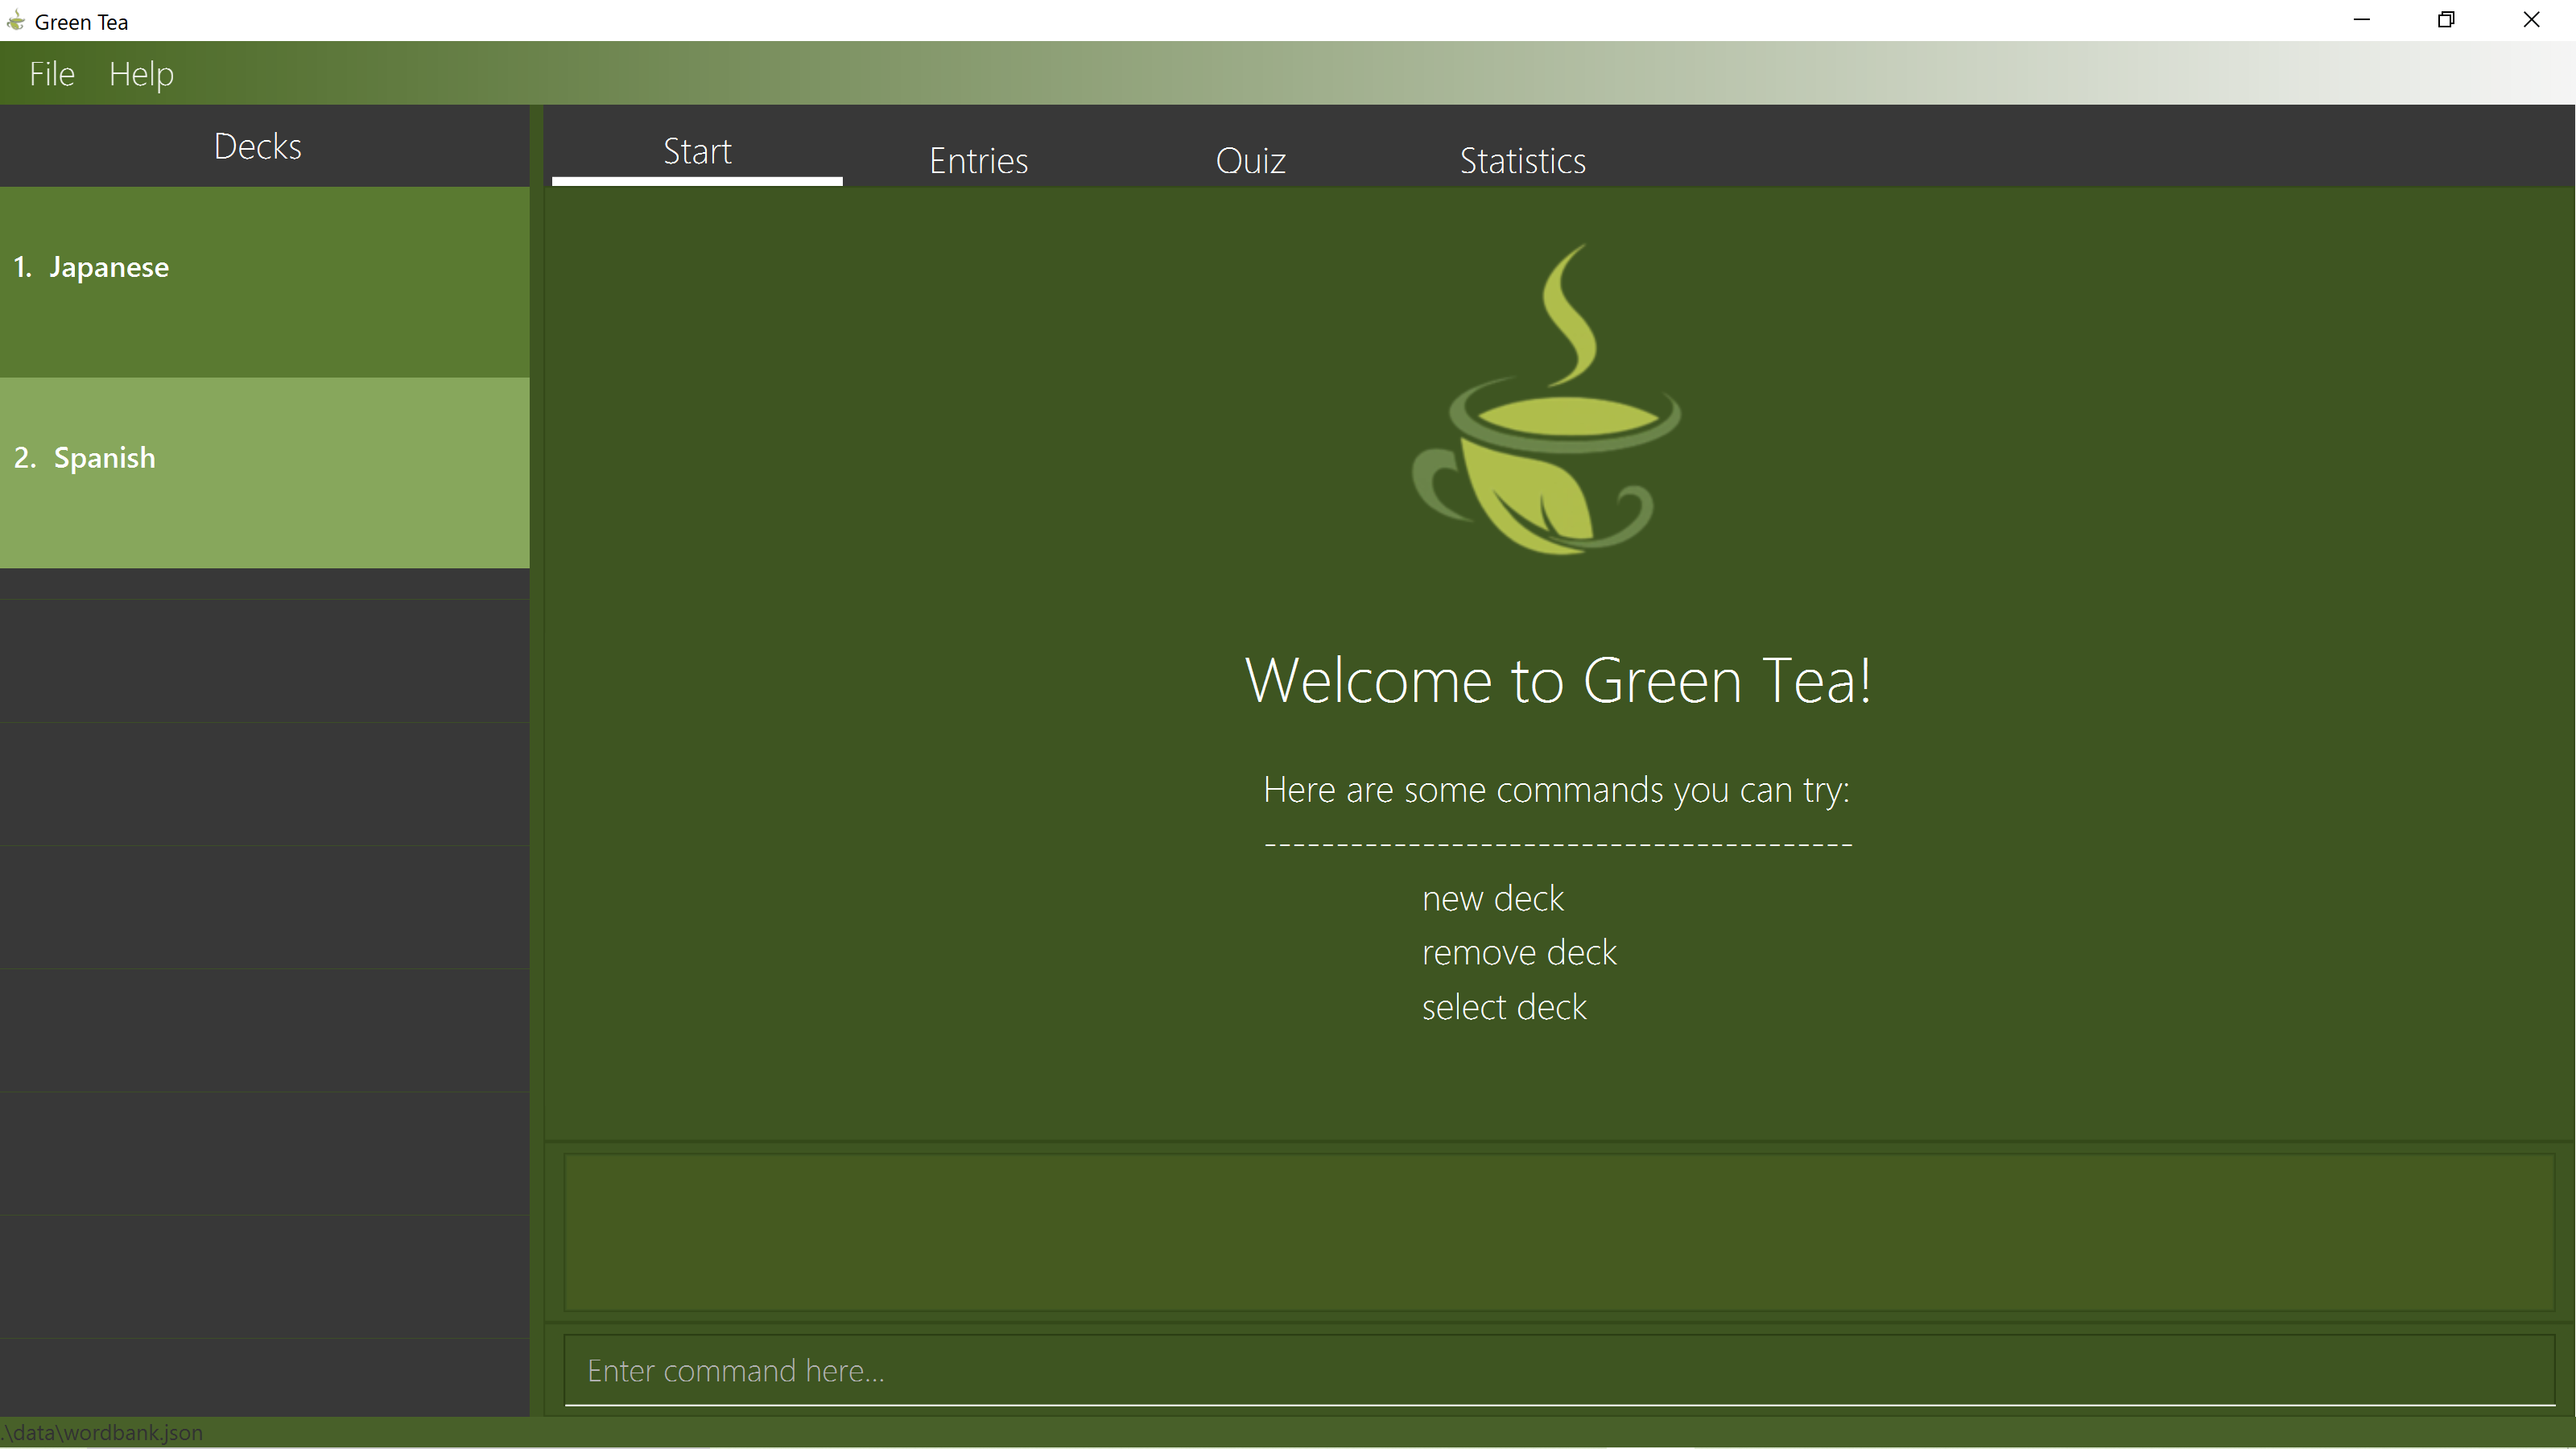 Green Tea
File Help
Decks
Start Entries Quiz Statistics
1. Japanese
2. Spanish
Welcome to Green Tea!
Here are some commands you can try:
-----------------------------------------
new deck
remove deck
select deck
Enter command here...
.\data\wordbank.json